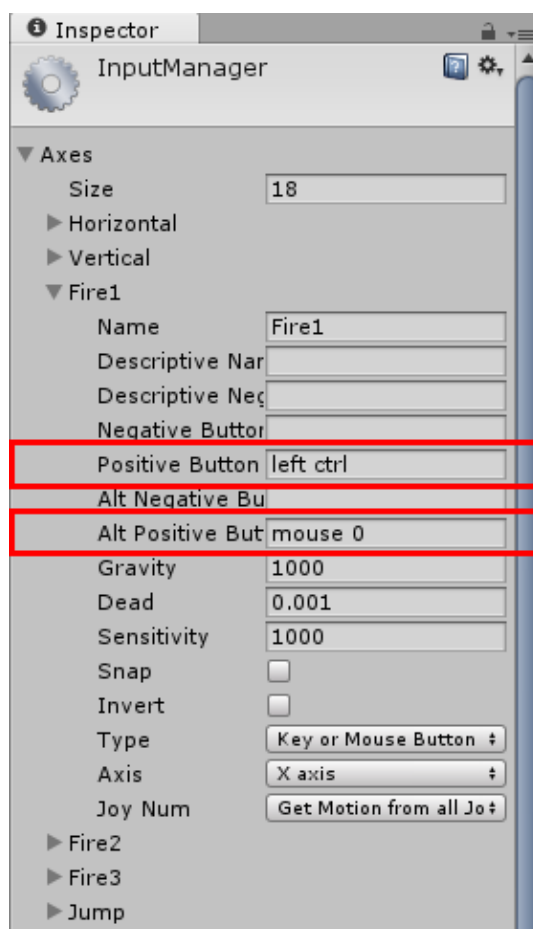 Inspector
InputManager
Axes
Size 18
Horizontal
Vertical
Fire1
Name Fire1
Descriptive Nar
Descriptive Neg
Negative Buttor
Positive Button left ctrl
Alt Negative Bu
Alt Positive But mouse 0
Gravity 1000
Dead 0.001
Sensitivity 1000
Snap
Invert
Type Key or Mouse Button
Axis X axis
Joy Num Get Motion from all Jo
Fire2
Fire3
Jump